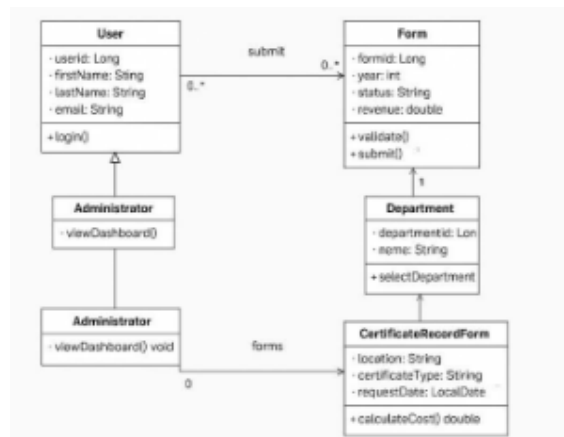 User
- userid: Long
- firstName: Sting
- lastName: String
- email: String
+login()
submit
0..*
0..*
Form
- formid: Long
- year: int
- status: String
- revenue: double
+validate()
+submit()
1
Administrator
- viewDashboard()
Department
- departmentid: Lon
- neme: String
+selectDepartment
Administrator
- viewDashboard() void
forms
0
CertificateRecordForm
- location: String
- certificateType: Stiring
- requestDate: LocalDate
+calculateCost() double